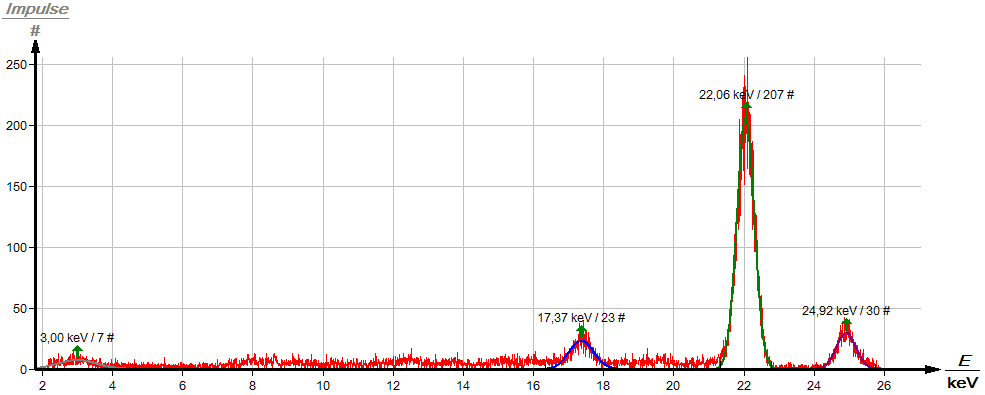 Impulse
#
250
200
150
100
50
0
22,06 keV / 207 #
17,37 keV / 23 #
24,92 keV / 30 #
3,00 keV / 7 #
2 4 6 8 10 12 14 16 18 20 22 24 26
E
keV